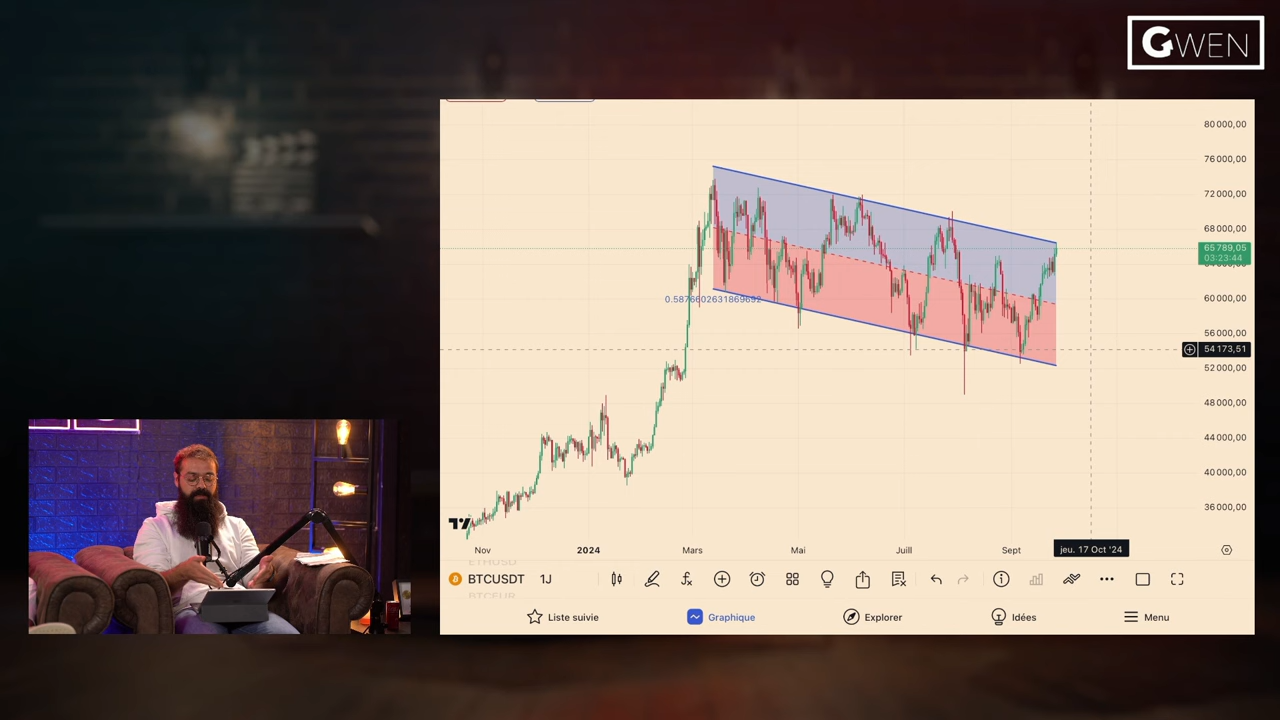 GWEN
80 000,00
76 000,00
72 000,00
68 000,00
65 789,05
03:23:44
60 000,00
0.5876602631869692
56 000,00
54 173,51
52 000,00
48 000,00
44 000,00
40 000,00
36 000,00
Nov
2024
Mars
Mai
Juill
Sept
jeu. 17 Oct '24
BTCUSDT
1J
BTCEUR
Liste suivie
Graphique
Explorer
Idées
Menu